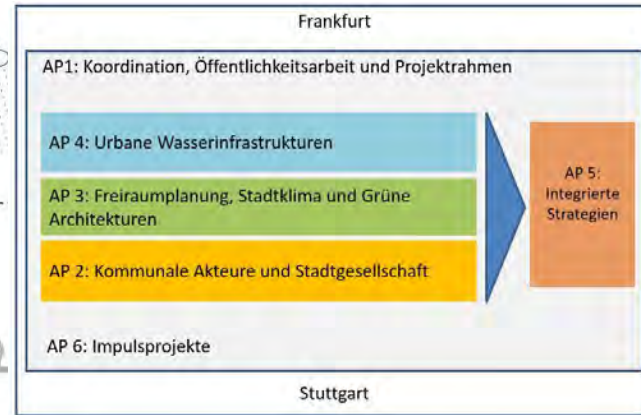 Frankfurt
AP1: Koordination, Öffentlichkeitsarbeit und Projektrahmen
AP 4: Urbane Wasserinfrastrukturen
AP 3: Freiraumplanung, Stadtklima und Grüne
Architekturen
AP 2: Kommunale Akteure und Stadtgesellschaft
AP 5:
Integrierte
Strategien
AP 6: Impulsprojekte
Stuttgart